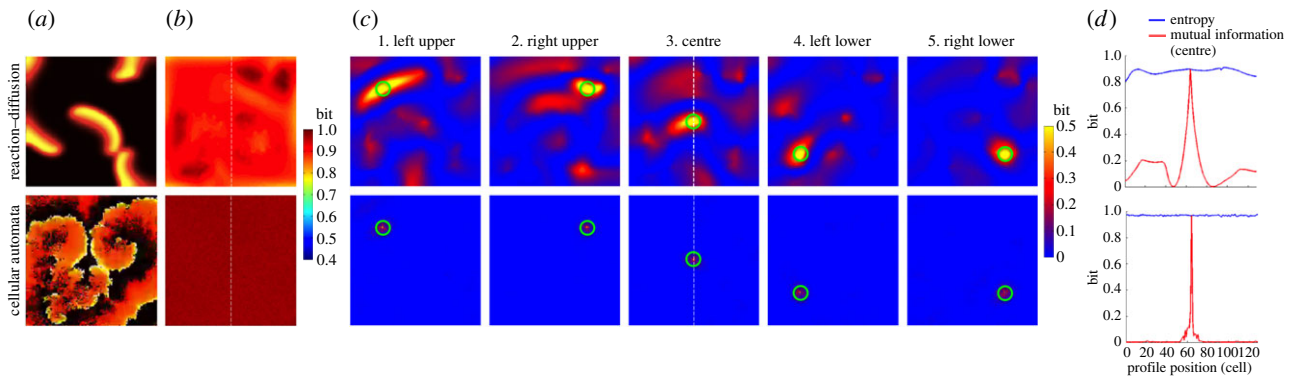 (a)
(b)
(c)
(d)
entropy
mutual information
(centre)
1. left upper
2. right upper
3. centre
4. left lower
5. right lower
reaction–diffusion
bit
1.0
0.9
0.8
0.7
0.6
0.5
0.4
bit
0.5
0.4
0.3
0.2
0.1
0
bit
1.0
0.8
0.6
0.4
0.2
0
cellular automata
bit
1.0
0.8
0.6
0.4
0.2
0
0 20 40 60 80 100 120
profile position (cell)